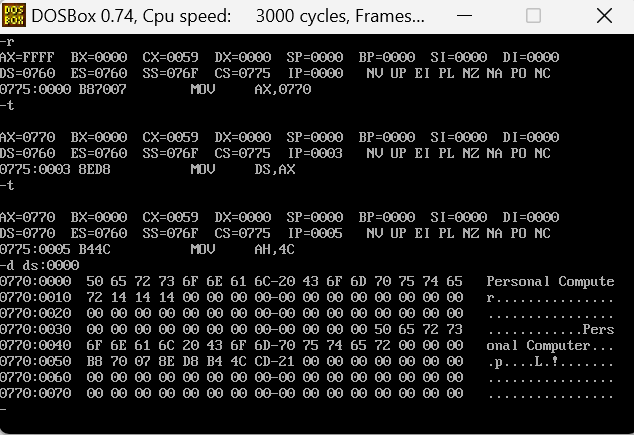 DOS BOX DOSBox 0.74, Cpu speed: 3000 cycles, Frames...
-r
AX=FFFF BX=0000 CX=0059 DX=0000 SP=0000 BP=0000 SI=0000 DI=0000
DS=0760 ES=0760 SS=076F CS=0775 IP=0000 NV UP EI PL NZ NA PO NC
0775:0000 B87007 MOV AX,0770
-t
AX=0770 BX=0000 CX=0059 DX=0000 SP=0000 BP=0000 SI=0000 DI=0000
DS=0760 ES=0760 SS=076F CS=0775 IP=0003 NV UP EI PL NZ NA PO NC
0775:0003 8ED8 MOV DS,AX
-t
AX=0770 BX=0000 CX=0059 DX=0000 SP=0000 BP=0000 SI=0000 DI=0000
DS=0770 ES=0760 SS=076F CS=0775 IP=0005 NV UP EI PL NZ NA PO NC
0775:0005 B44C MOV AH,4C
-d ds:0000
0770:0000 50 65 72 73 6F 6E 61 6C-20 43 6F 6D 70 75 74 65 Personal Compute
0770:0010 72 14 14 14 00 00 00 00-00 00 00 00 00 00 00 00 r...............
0770:0020 00 00 00 00 00 00 00 00-00 00 00 00 00 00 00 00 ................
0770:0030 00 00 00 00 00 00 00 00-00 00 00 00 50 65 72 73 ............Pers
0770:0040 6F 6E 61 6C 20 43 6F 6D-70 75 74 65 72 00 00 00 onal Computer...
0770:0050 B8 70 07 8E D8 B4 4C CD-21 00 00 00 00 00 00 00 .p....L.!.......
0770:0060 00 00 00 00 00 00 00 00-00 00 00 00 00 00 00 00 ................
0770:0070 00 00 00 00 00 00 00 00-00 00 00 00 00 00 00 00 ................
-